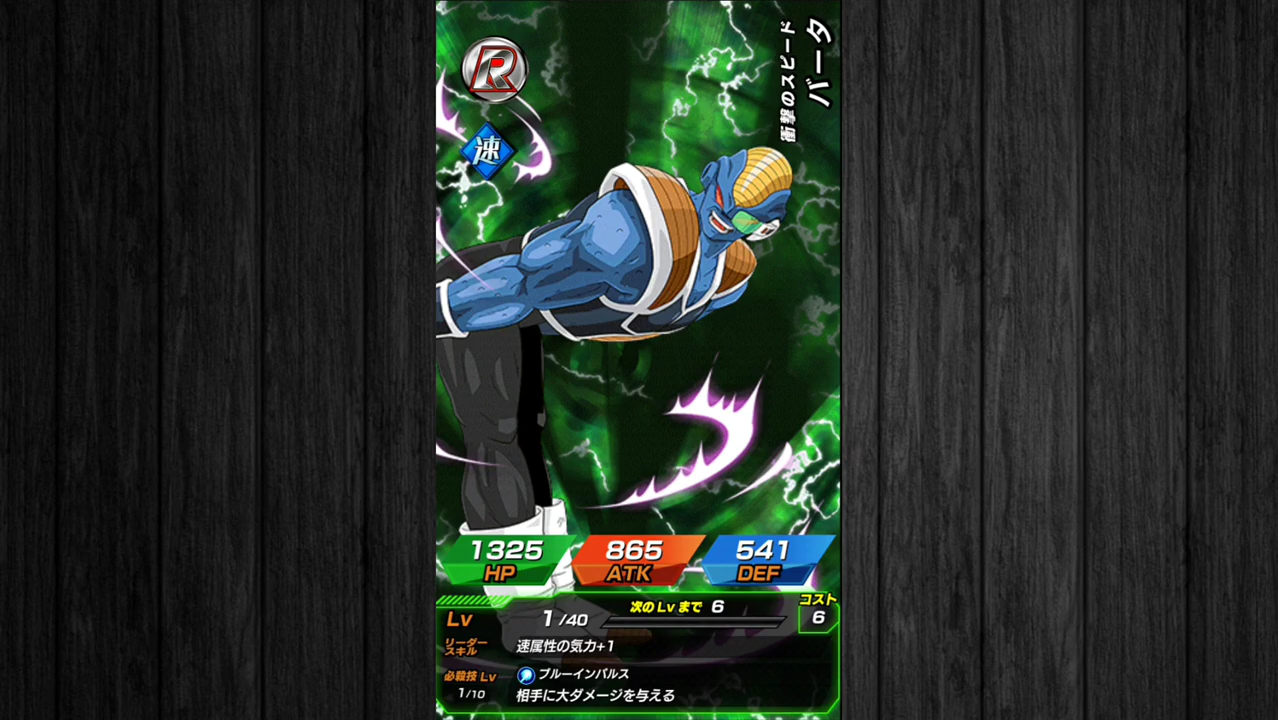 R
速
衝撃のスピード
バータ
1325
HP
865
ATK
541
DEF
Lv
1/40
次のLvまで 6
コスト
6
リーダー
スキル
速属性の気力+1
必殺技 Lv
1/10
ブルーインパルス
相手に大ダメージを与える